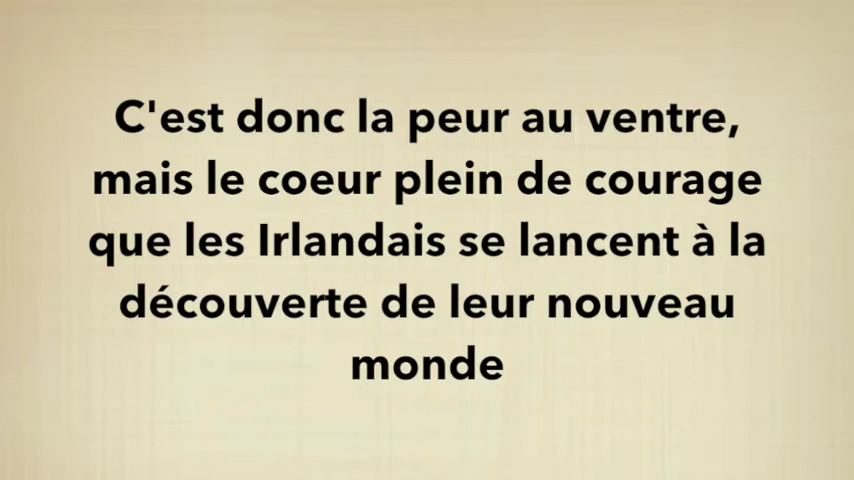 C'est donc la peur au ventre,
mais le coeur plein de courage
que les Irlandais se lancent à la
découverte de leur nouveau
monde